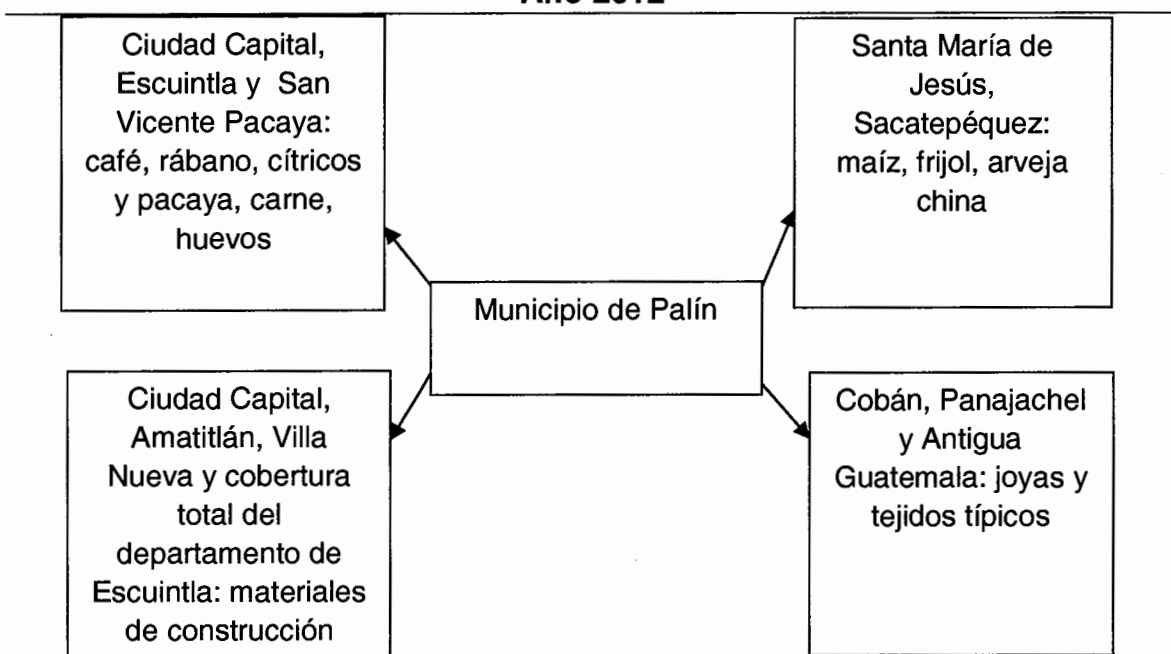 Ciudad Capital,
Escuintla y San
Vicente Pacaya:
café, rábano, cítricos
y pacaya, carne,
huevos
Santa María de
Jesús,
Sacatepéquez:
maíz, frijol, arveja
china
Municipio de Palín
Ciudad Capital,
Amatitlán, Villa
Nueva y cobertura
total del
departamento de
Escuintla: materiales
de construcción
Cobán, Panajachel
y Antigua
Guatemala: joyas y
tejidos típicos